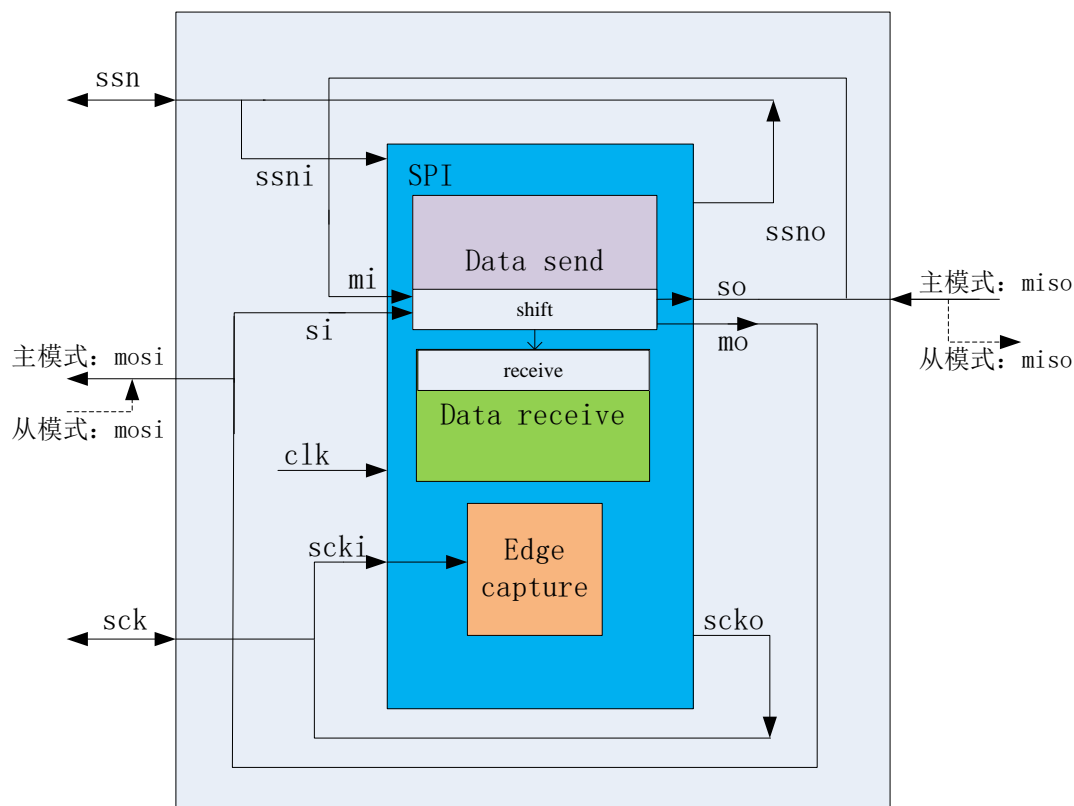 ssn
ssni
SPI
ssno
Data send
mi
so
主模式: miso
shift
si
mo
主模式: mosi
从模式: miso
receive
Data receive
从模式: mosi
clk
scki
Edge
capture
sck
scko